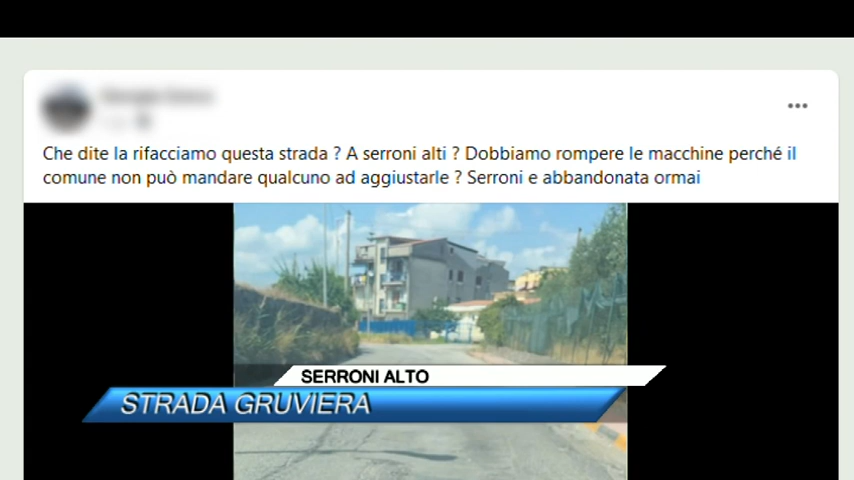 Che dite la rifacciamo questa strada ? A serroni alti ? Dobbiamo rompere le macchine perché il
comune non può mandare qualcuno ad aggiustarle ? Serroni e abbandonata ormai
SERRONI ALTO
STRADA GRUVIERA